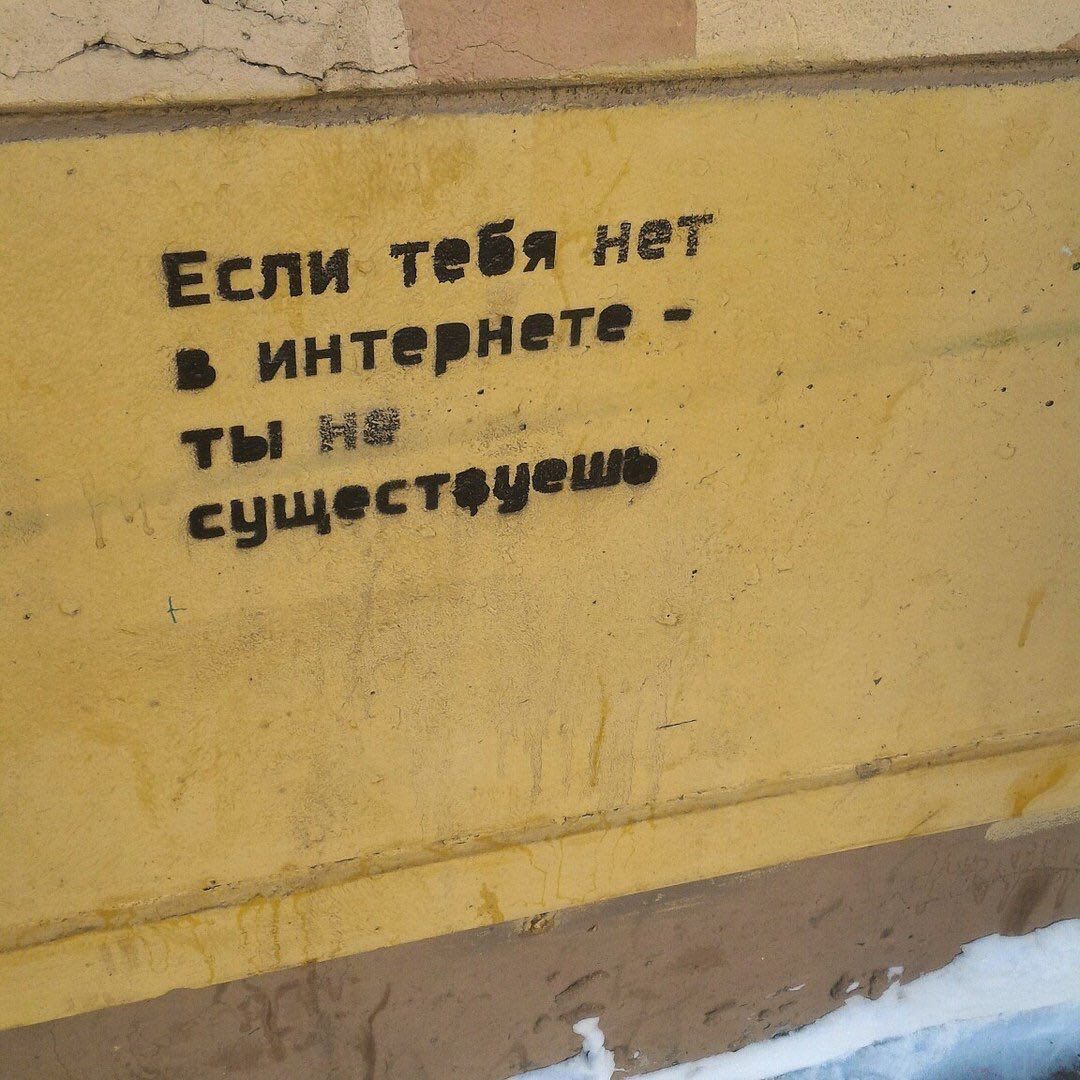 Если тебя нет
в интернете -
ты не
существуешь